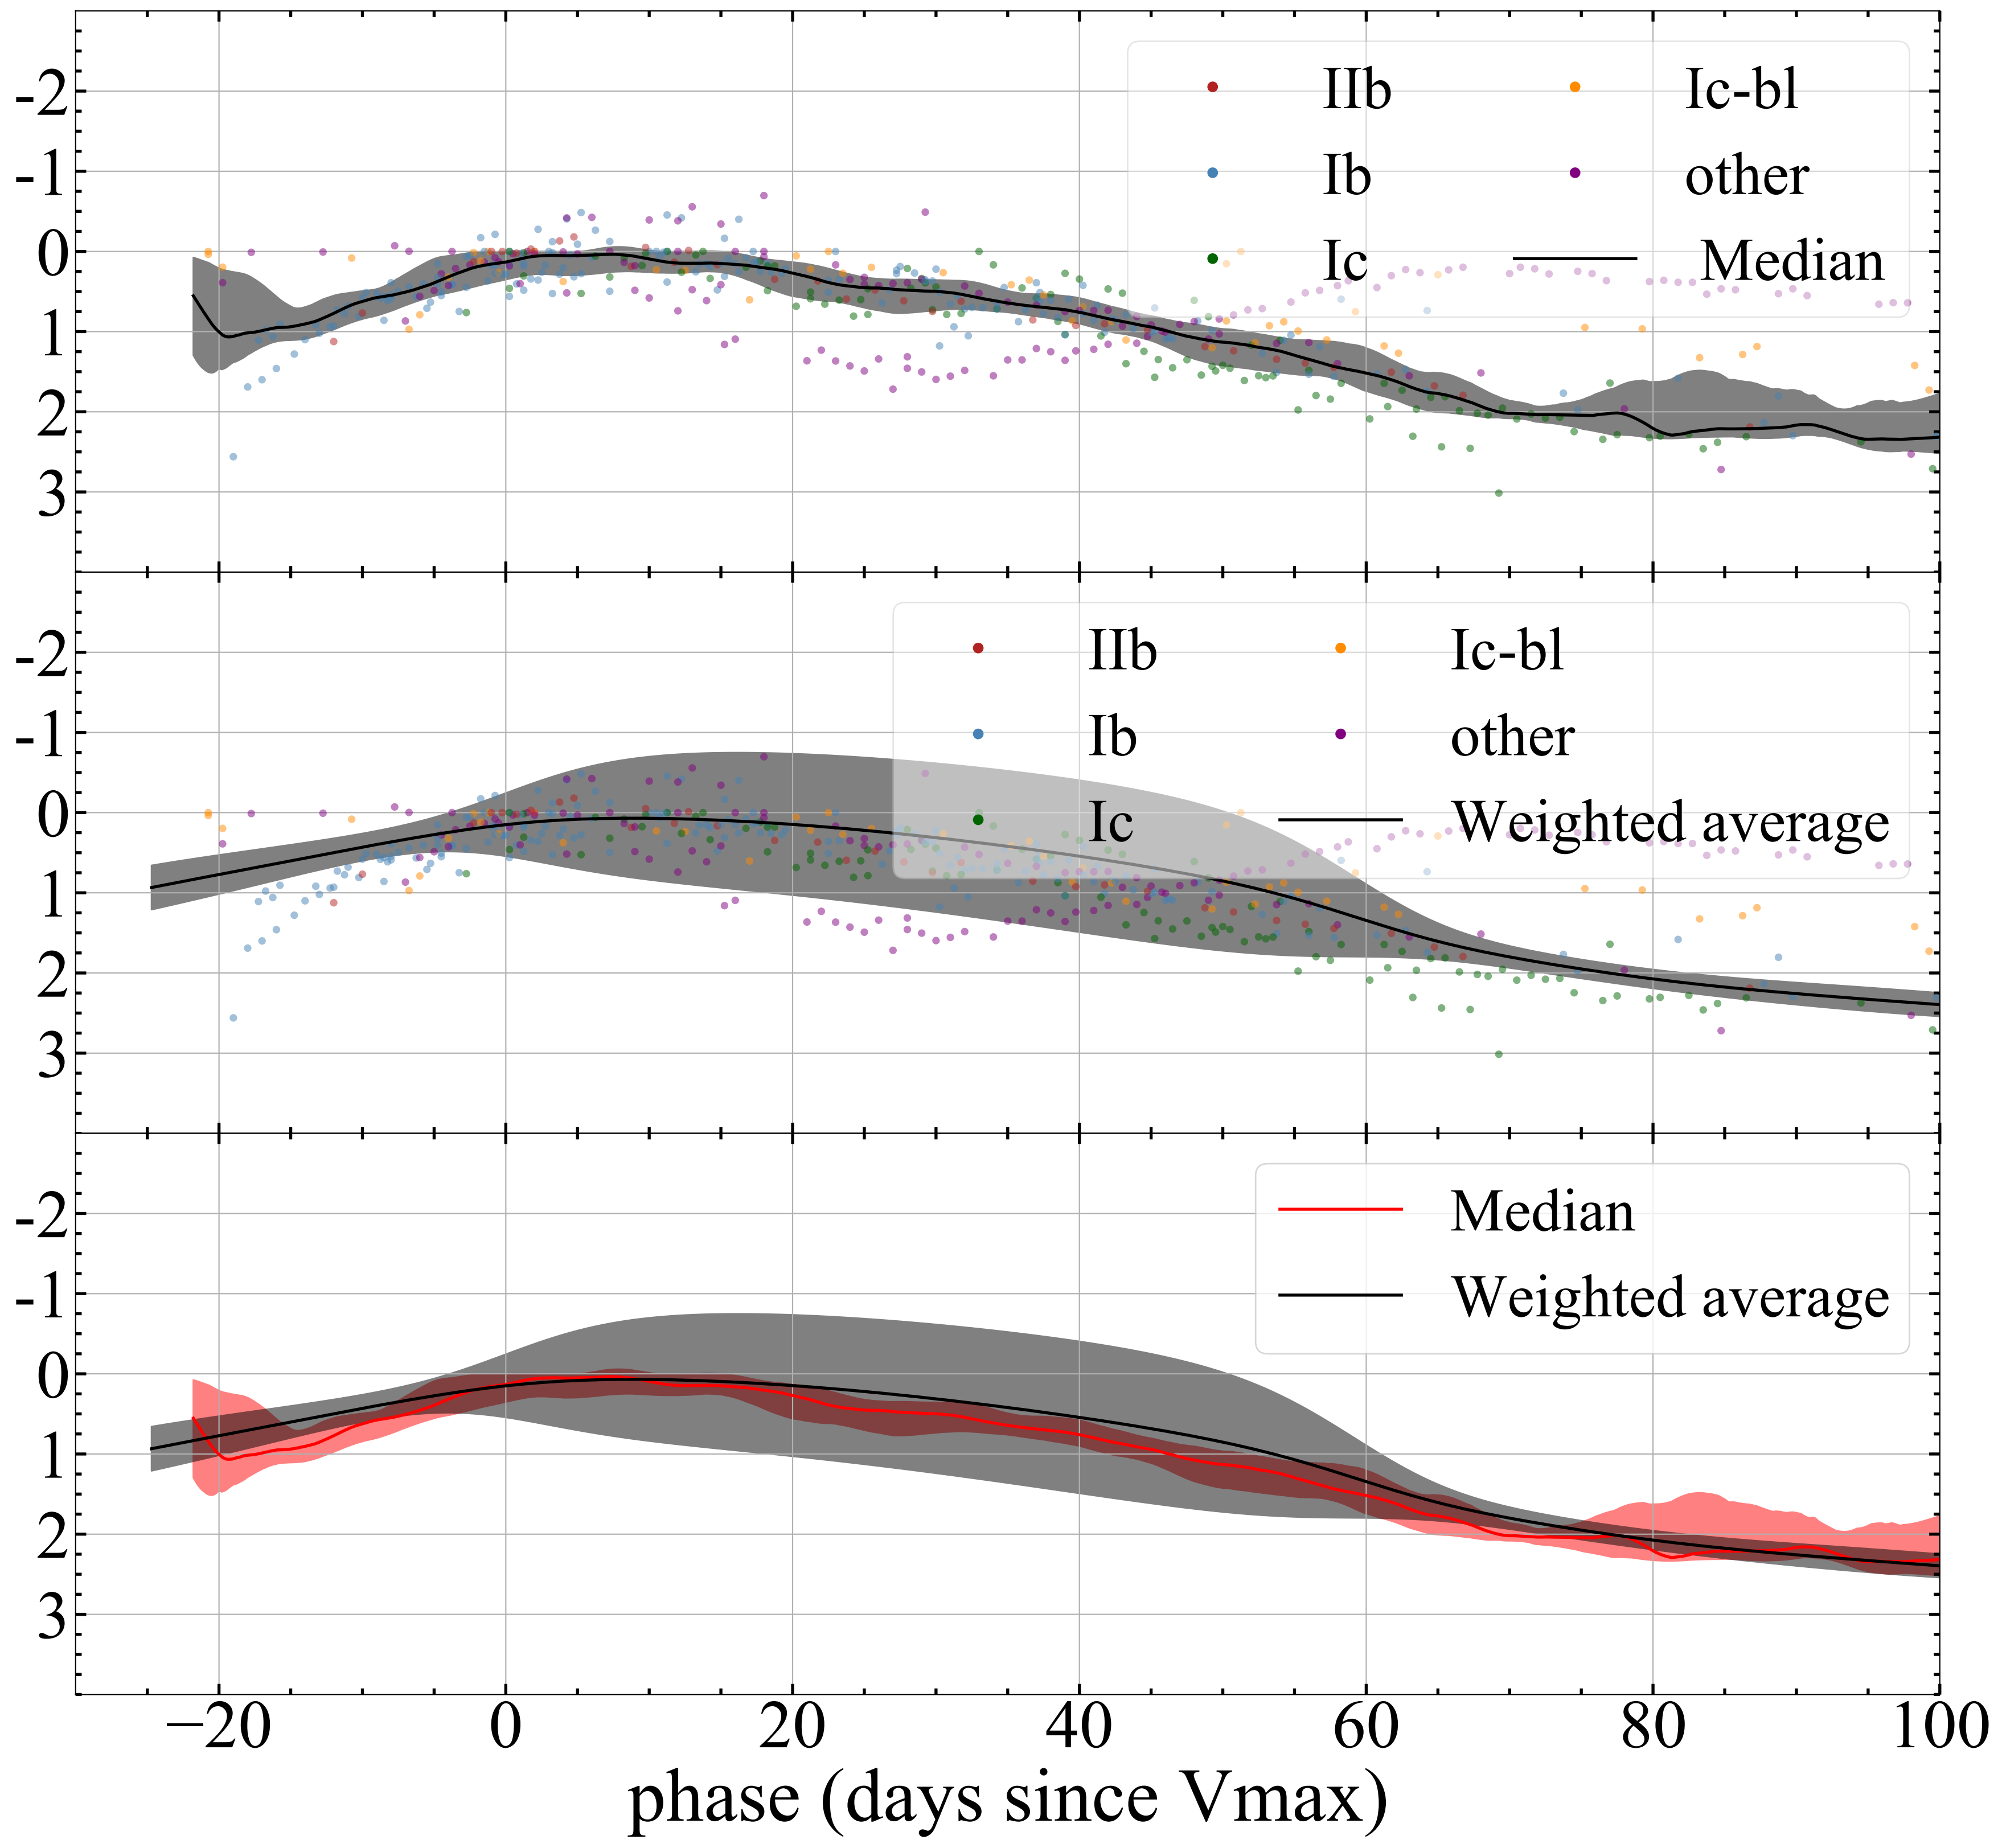 IIb Ic-bl
-2
Ib other
-1
Ic Median
0
1
2
3
IIb Ic-bl
-2
Ib other
-1
Ic Weighted average
0
1
2
3
Median
-2
Weighted average
-1
0
1
2
3
−20 0 20 40 60 80 100
phase (days since Vmax)